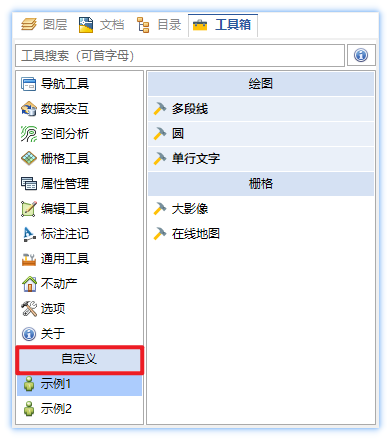 图层 文档 目录 工具箱
工具搜索（可首字母）
导航工具
数据交互
空间分析
栅格工具
属性管理
编辑工具
标注注记
通用工具
不动产
选项
关于
自定义
示例1
示例2
绘图
多段线
圆
单行文字
栅格
大影像
在线地图